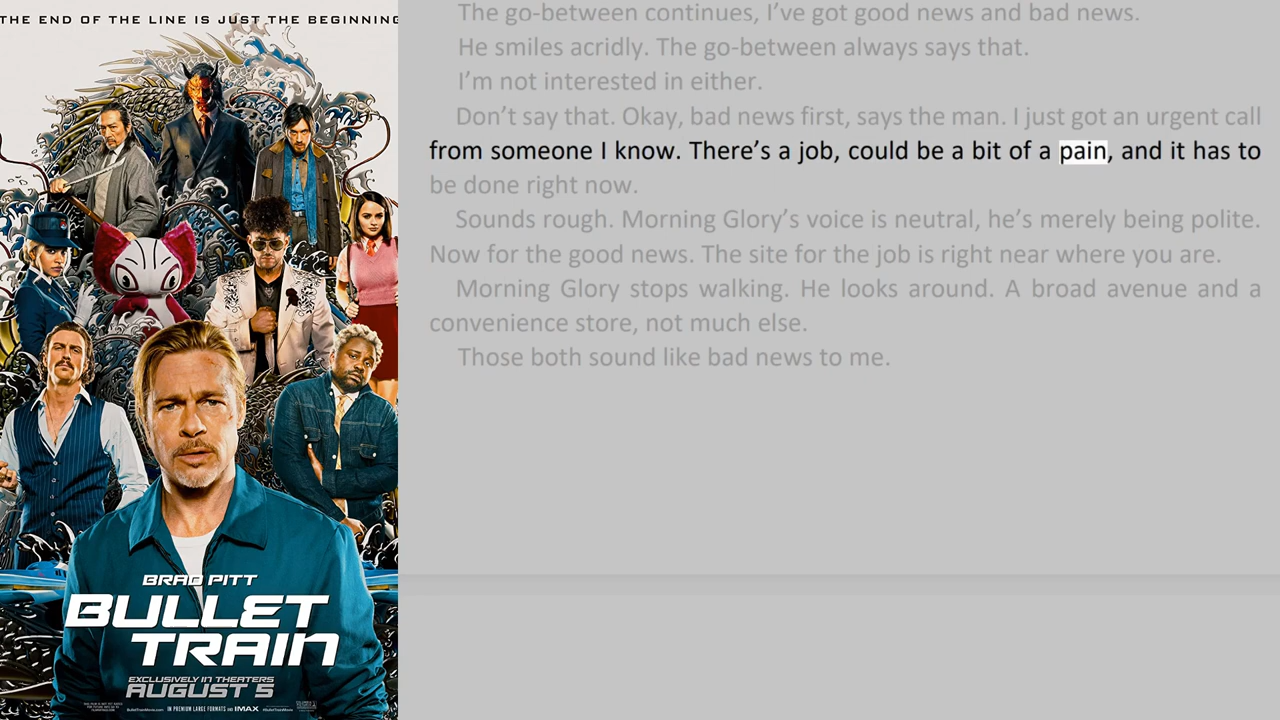 THE END OF THE LINE IS JUST THE BEGINNING
BRAD PITT
BULLET
TRAIN
EXCLUSIVELY IN THEATERS
AUGUST 5
BulletTrainMovie.com
IN PREMIUM LARGE FORMATS AND IMAX
#BulletTrainMovie
The go-between continues, I’ve got good news and bad news.
He smiles acridly. The go-between always says that.
I’m not interested in either.
Don’t say that. Okay, bad news first, says the man. I just got an urgent call
from someone I know. There’s a job, could be a bit of a pain, and it has to
be done right now.
Sounds rough. Morning Glory’s voice is neutral, he’s merely being polite.
Now for the good news. The site for the job is right near where you are.
Morning Glory stops walking. He looks around. A broad avenue and a
convenience store, not much else.
Those both sound like bad news to me.